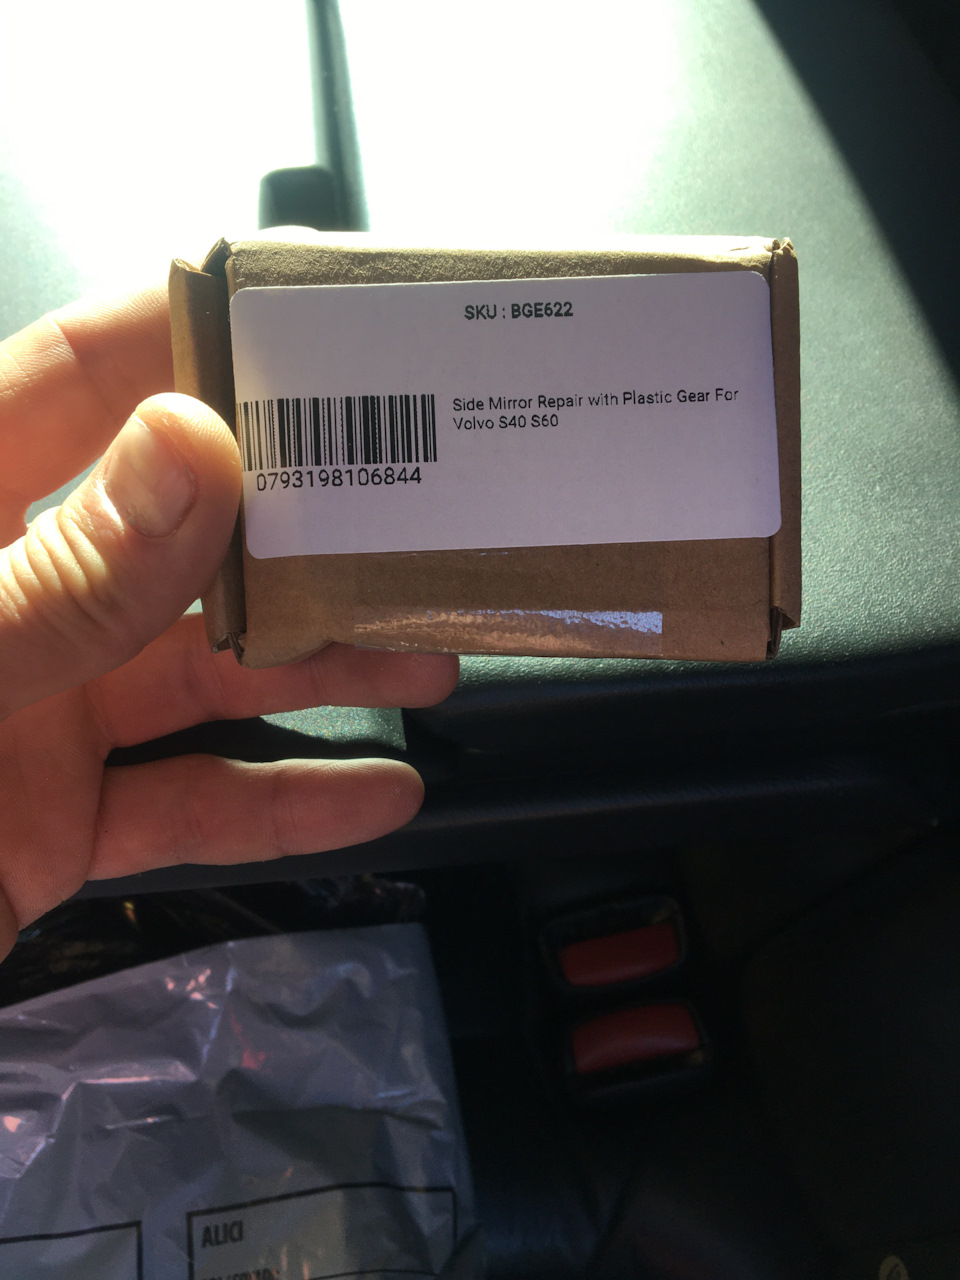 SKU : BGE622
Side Mirror Repair with Plastic Gear For
Volvo S40 S60
0793198106844
ALICI